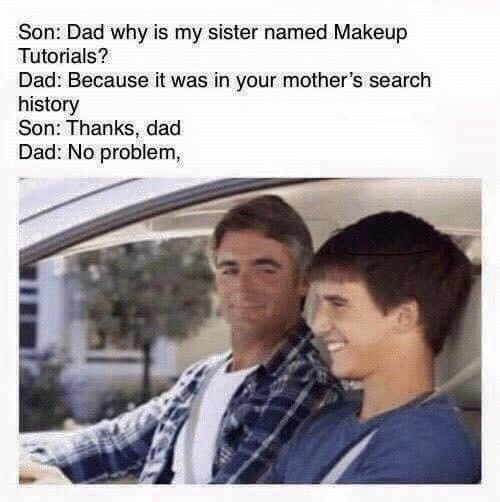 Son: Dad why is my sister named Makeup
Tutorials?
Dad: Because it was in your mother's search
history
Son: Thanks, dad
Dad: No problem,